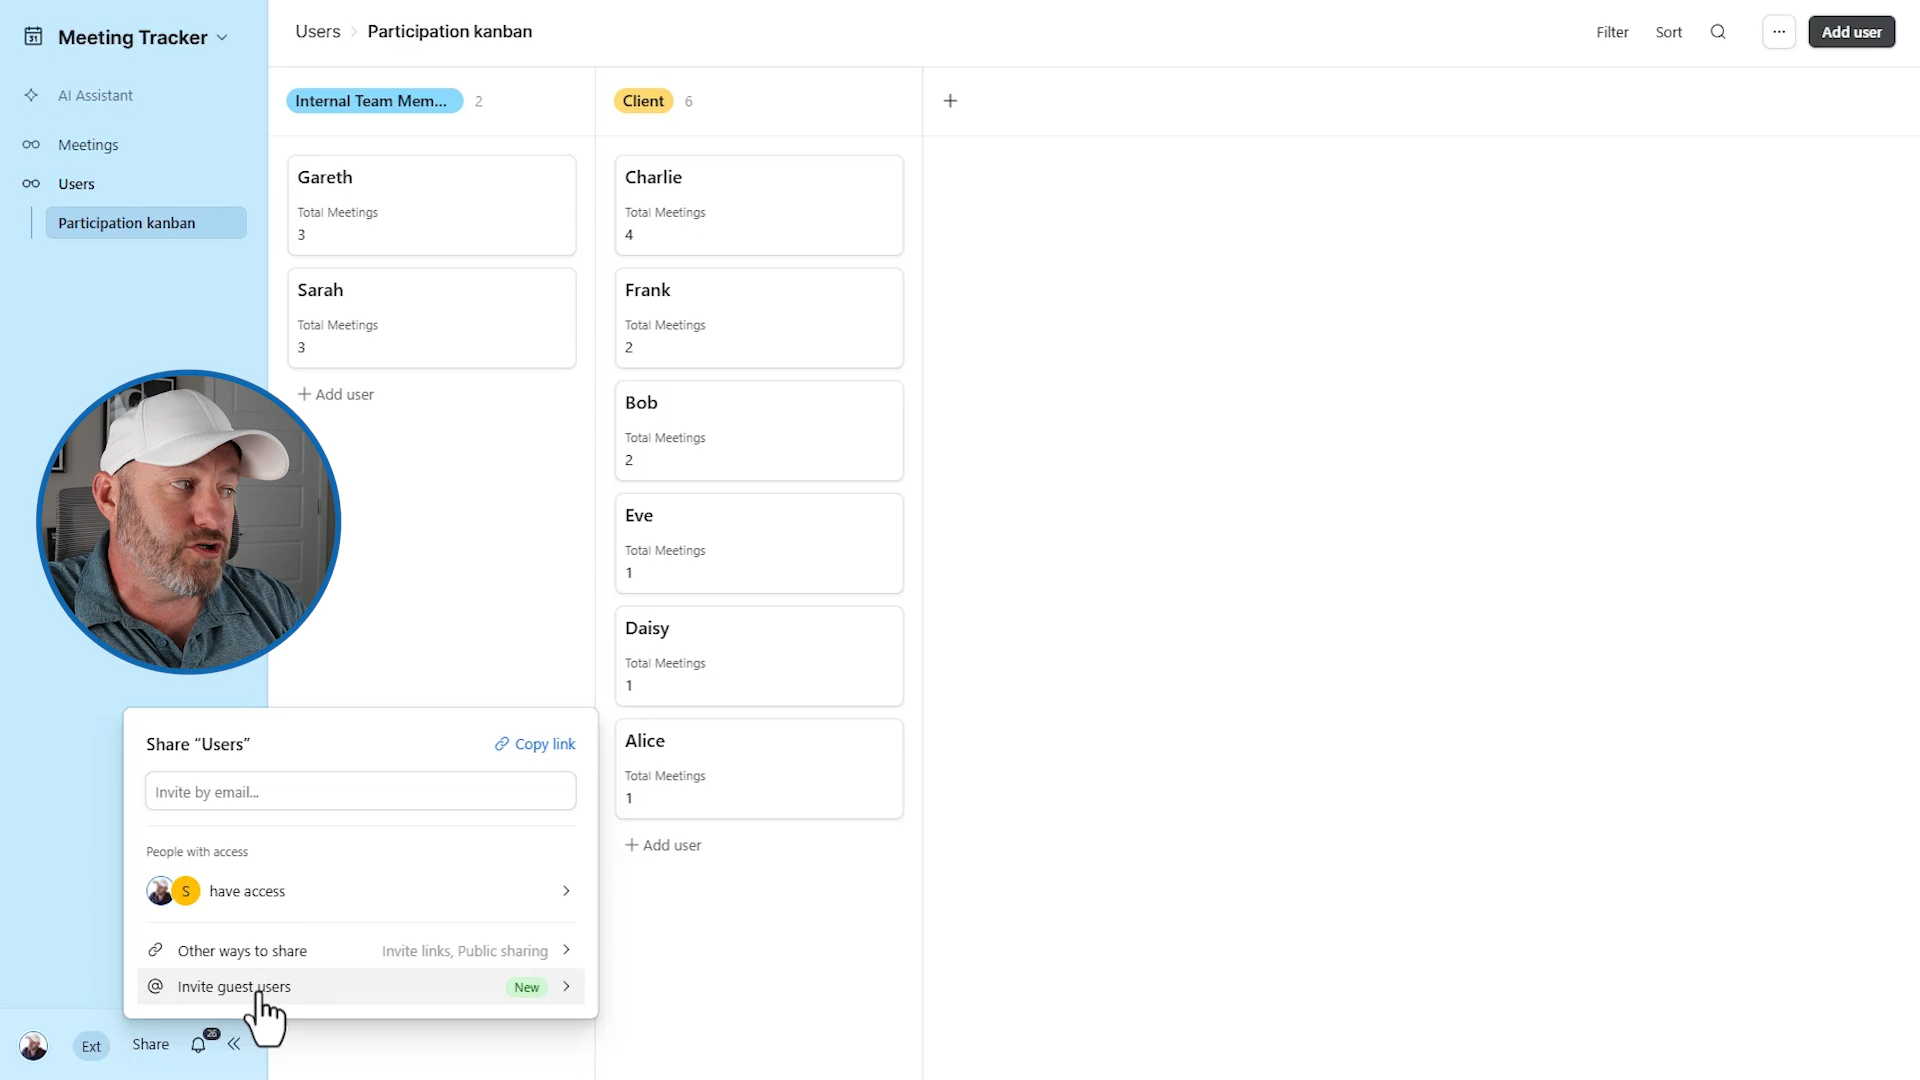 Meeting Tracker
AI Assistant
Meetings
Users
Participation kanban
Users
Participation kanban
Filter
Sort
Add user
Internal Team Mem...
2
Client
6
Gareth
Total Meetings
3
Sarah
Total Meetings
3
Add user
Charlie
Total Meetings
4
Frank
Total Meetings
2
Bob
Total Meetings
2
Eve
Total Meetings
1
Daisy
Total Meetings
1
Alice
Total Meetings
1
Add user
Share “Users”
Copy link
Invite by email...
People with access
S
have access
Other ways to share
Invite links, Public sharing
@
Invite guest users
New
Ext
Share
26
31